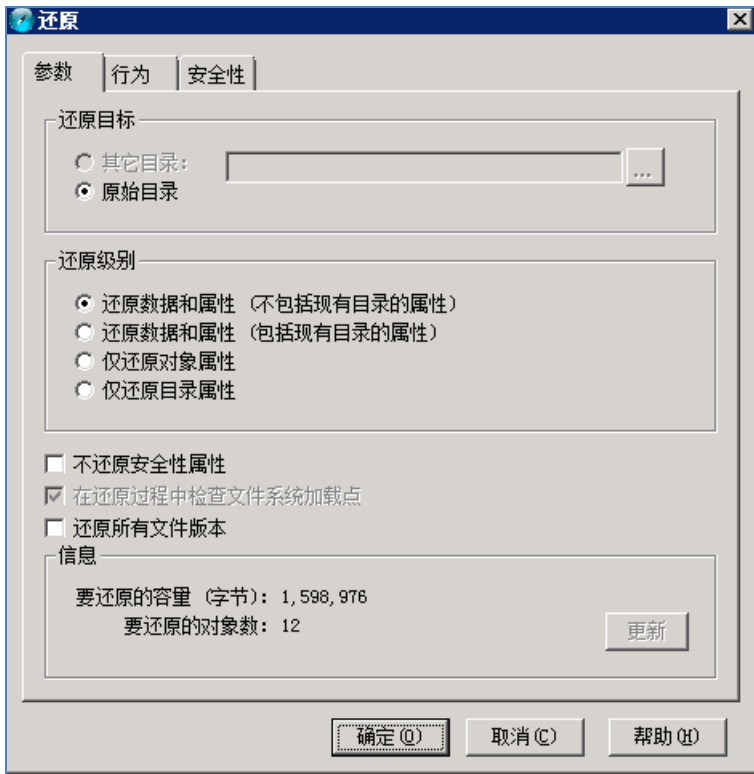 还原
参数 行为 安全性
还原目标
其它目录:
...
原始目录
还原级别
还原数据和属性 (不包括现有目录的属性)
还原数据和属性 (包括现有目录的属性)
仅还原对象属性
仅还原目录属性
不还原安全性属性
在还原过程中检查文件系统加载点
还原所有文件版本
信息
要还原的容量 (字节): 1,598,976
要还原的对象数: 12
更新
确定(O) 取消(C) 帮助(H)